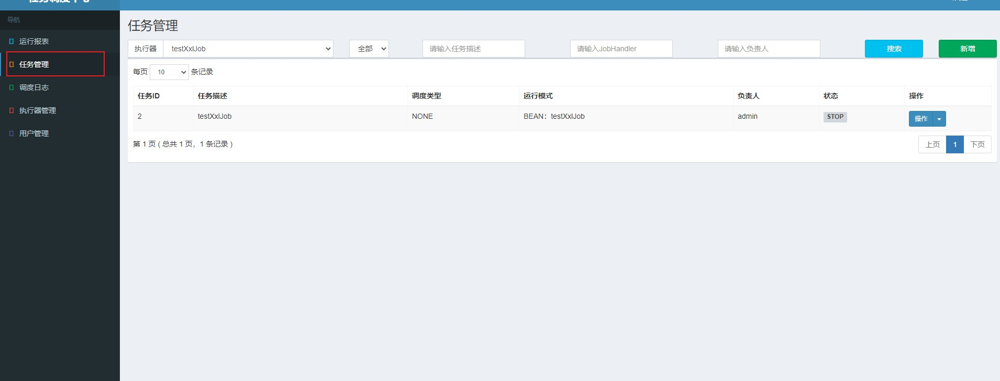 导航
运行报表
任务管理
调度日志
执行器管理
用户管理
任务管理
执行器 testXxlJob 全部 请输入任务描述 请输入JobHandler 请输入负责人 搜索 新增
每页 10 条记录
任务ID 任务描述 调度类型 运行模式 负责人 状态 操作
2 testXxlJob NONE BEAN：testXxlJob admin STOP 操作
第 1 页 ( 总共 1 页，1 条记录 ) 上页 1 下页